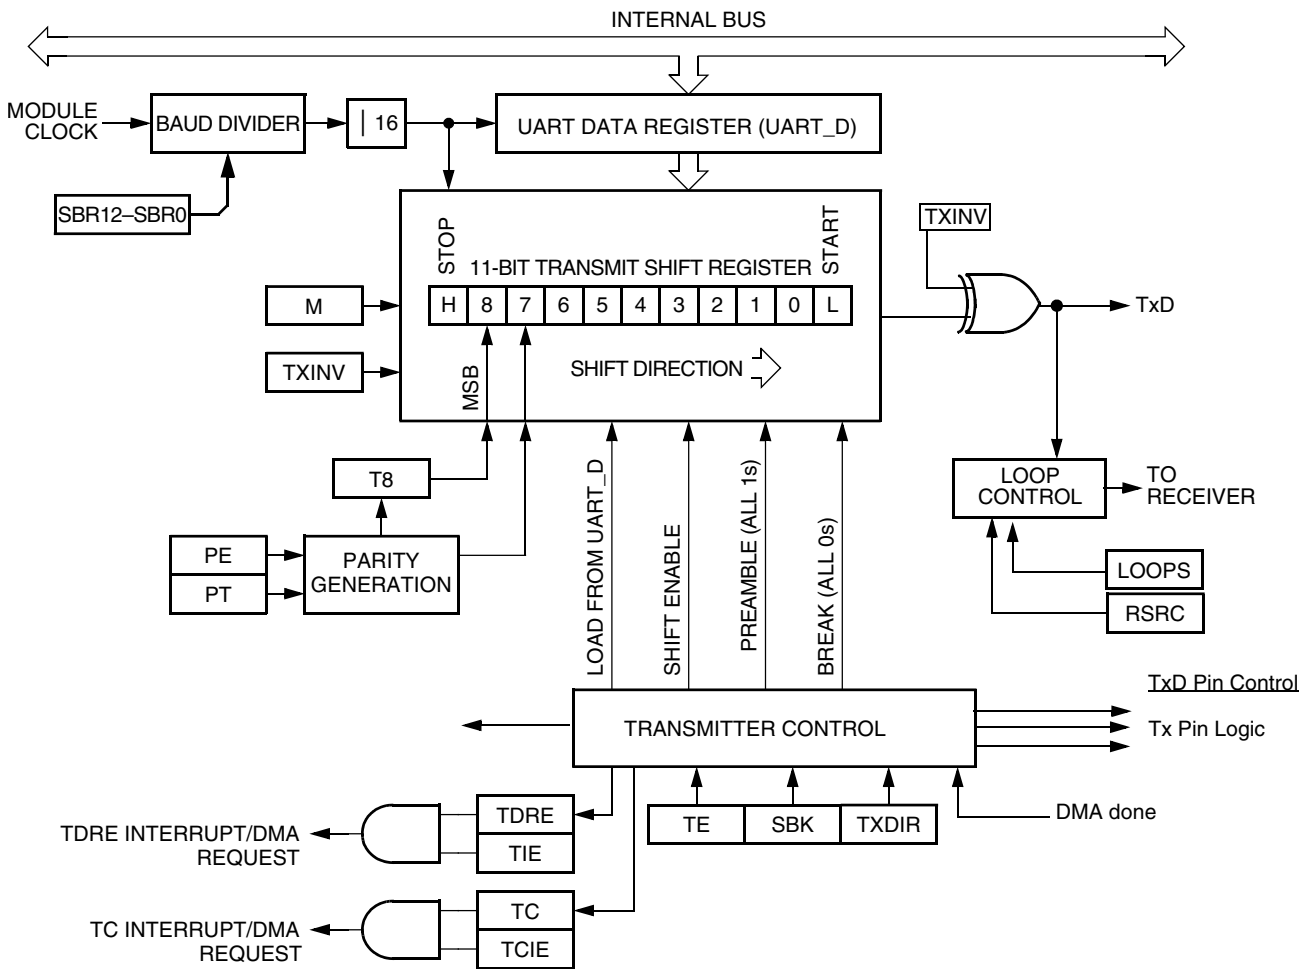 INTERNAL BUS
MODULE
CLOCK
BAUD DIVIDER
| 16
UART DATA REGISTER (UART_D)
SBR12–SBR0
STOP
11-BIT TRANSMIT SHIFT REGISTER
START
H 8 7 6 5 4 3 2 1 0 L
M
TXINV
MSB
SHIFT DIRECTION
TXINV
TxD
T8
PE
PT
PARITY
GENERATION
LOAD FROM UART_D
SHIFT ENABLE
PREAMBLE (ALL 1s)
BREAK (ALL 0s)
LOOP
CONTROL
TO
RECEIVER
LOOPS
RSRC
TRANSMITTER CONTROL
TxD Pin Control
Tx Pin Logic
TE SBK TXDIR
DMA done
TDRE
TIE
TDRE INTERRUPT/DMA
REQUEST
TC
TCIE
TC INTERRUPT/DMA
REQUEST